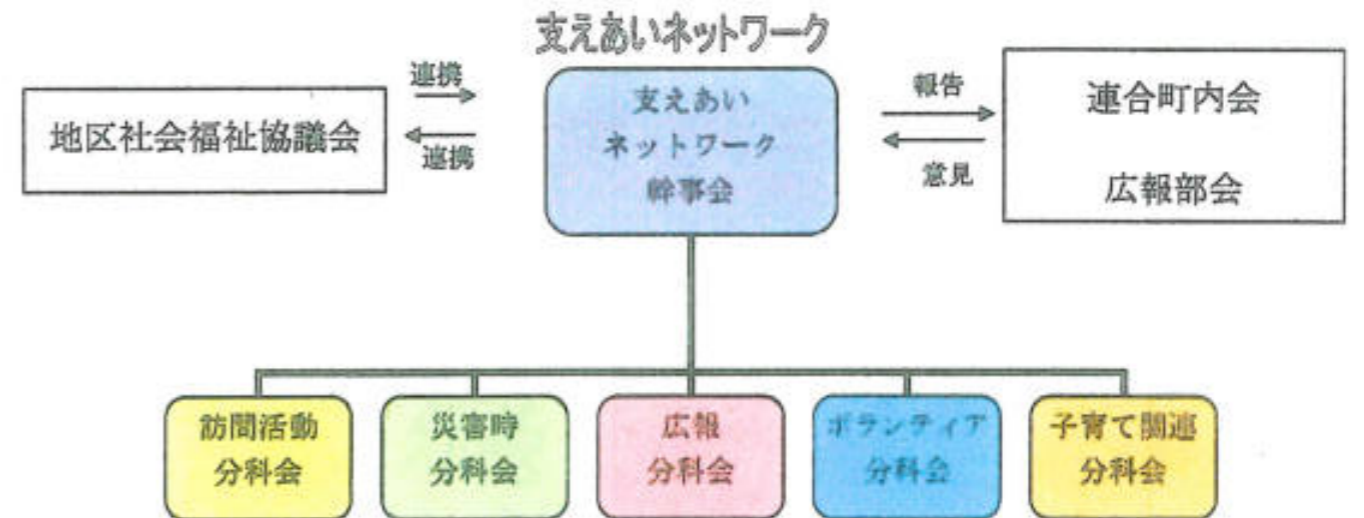 支えあいネットワーク
連携
地区社会福祉協議会
連携
支えあい
ネットワーク
幹事会
報告
意見
連合町内会
広報部会
訪問活動
分科会
災害時
分科会
広報
分科会
ボランティア
分科会
子育て関連
分科会